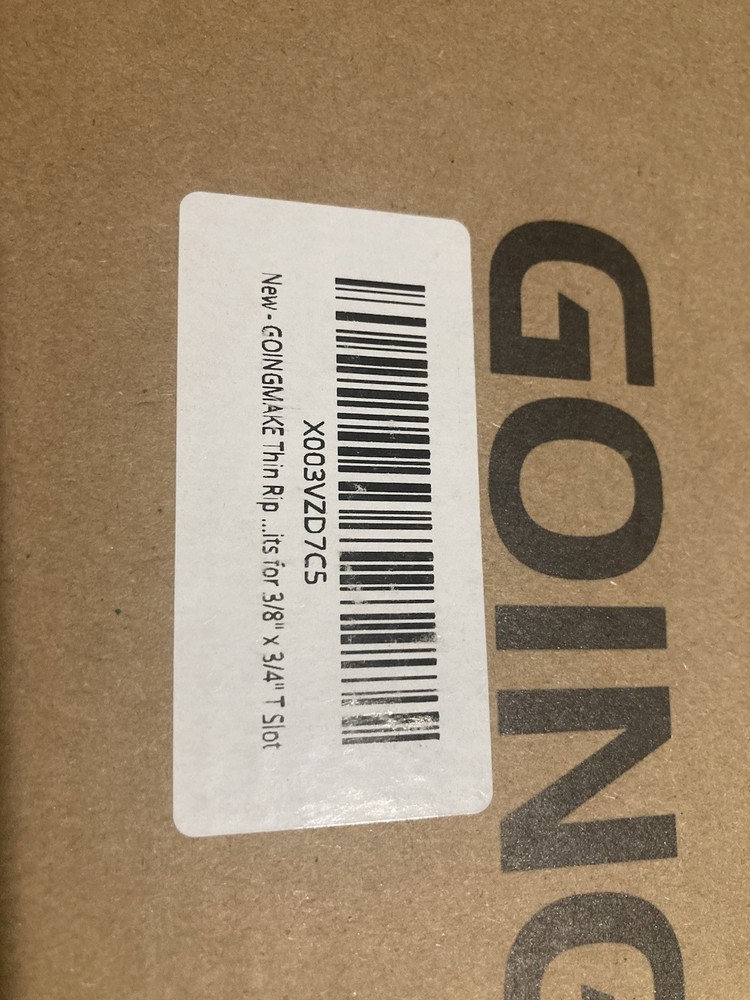 GOING
X003VZD7C5
New - GOINGMAKE Thin Rip ...its for 3/8" x 3/4" T Slot